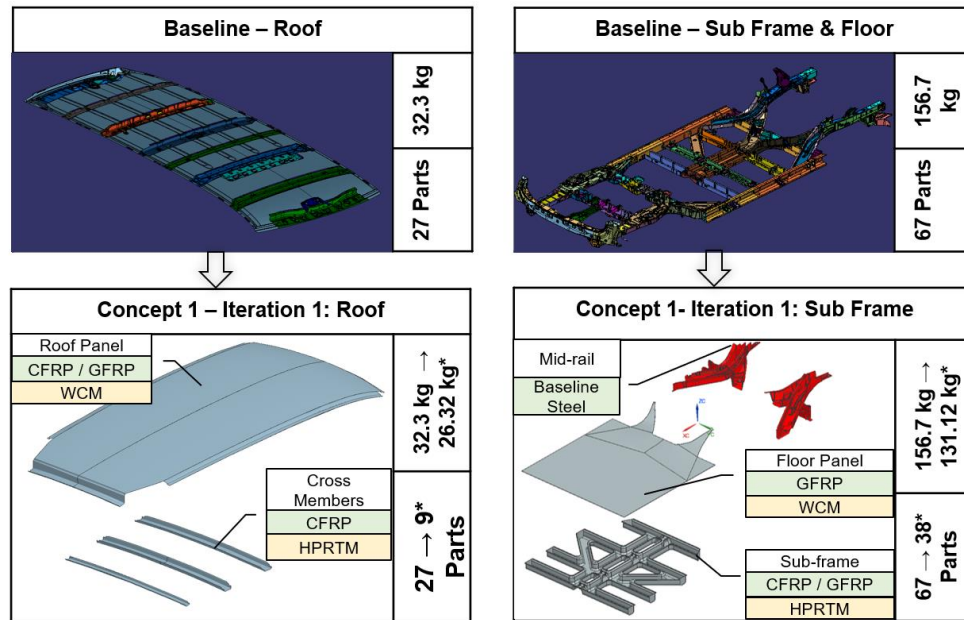 Baseline – Roof
32.3 kg
27 Parts
Baseline – Sub Frame & Floor
156.7
kg
67 Parts
Concept 1 – Iteration 1: Roof
Roof Panel
CFRP / GFRP
WCM
Cross
Members
CFRP
HPRTM
32.3 kg →
26.32 kg*
27 → 9*
Parts
Concept 1- Iteration 1: Sub Frame
Mid-rail
Baseline
Steel
Floor Panel
GFRP
WCM
Sub-frame
CFRP / GFRP
HPRTM
156.7 kg →
131.12 kg*
67 → 38*
Parts